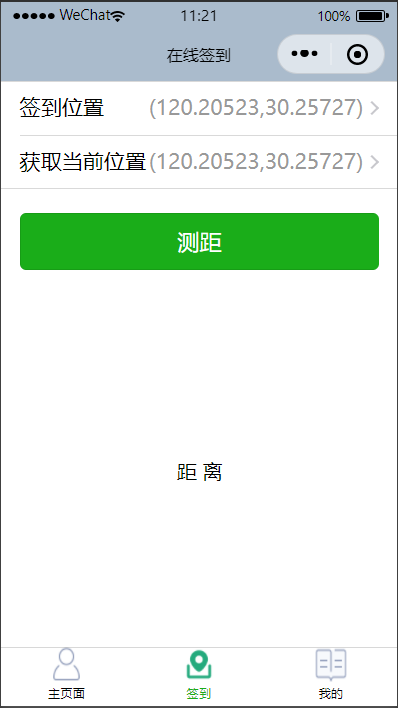 WeChat 11:21 100%
在线签到
签到位置 (120.20523,30.25727)
获取当前位置 (120.20523,30.25727)
测距
距 离
主页面 签到 我的